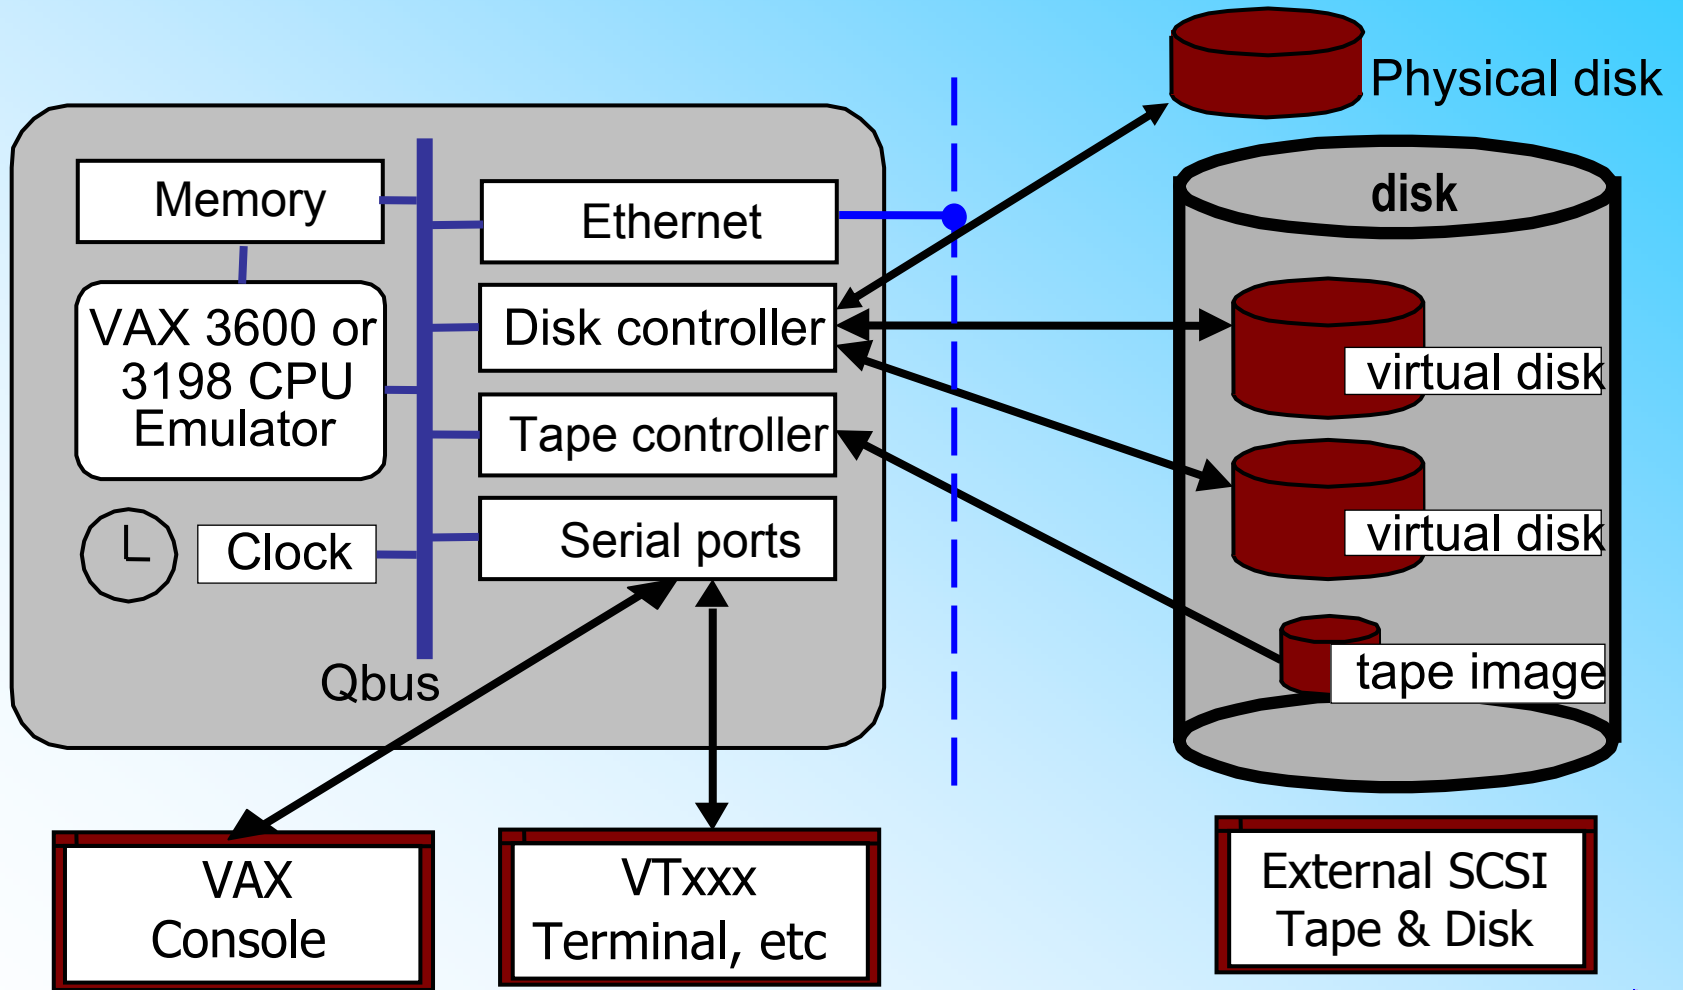 Physical disk
disk
Memory
Ethernet
VAX 3600 or
3198 CPU
Emulator
Disk controller
virtual disk
Tape controller
virtual disk
Clock
Serial ports
tape image
Qbus
VAX
Console
VTxxx
Terminal, etc
External SCSI
Tape & Disk